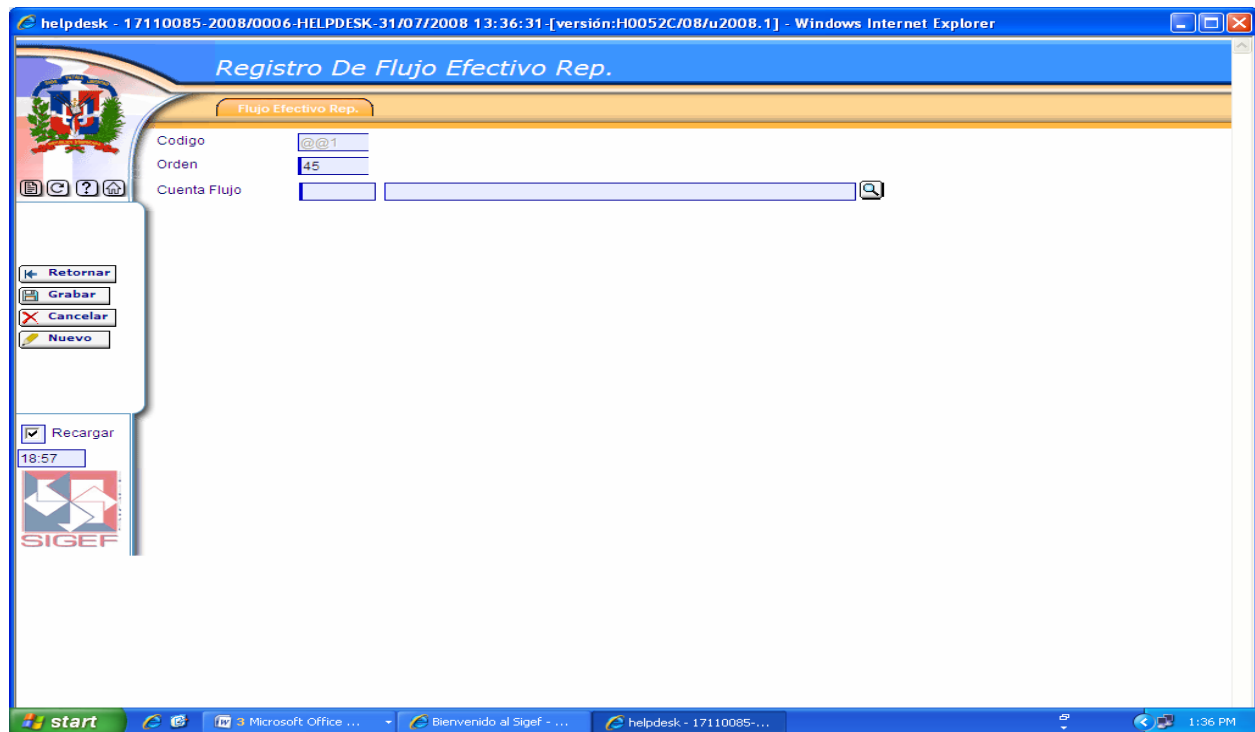 helpdesk - 17110085-2008/0006-HELPDESK-31/07/2008 13:36:31-[versión:H0052C/08/u2008.1] - Windows Internet Explorer
Registro De Flujo Efectivo Rep.
Flujo Efectivo Rep.
Codigo @@1
Orden 45
Cuenta Flujo
Retornar
Grabar
Cancelar
Nuevo
Recargar
18:57
SIGEF
start 3 Microsoft Office ... Bienvenido al Sigef - ... helpdesk - 17110085-... 1:36 PM